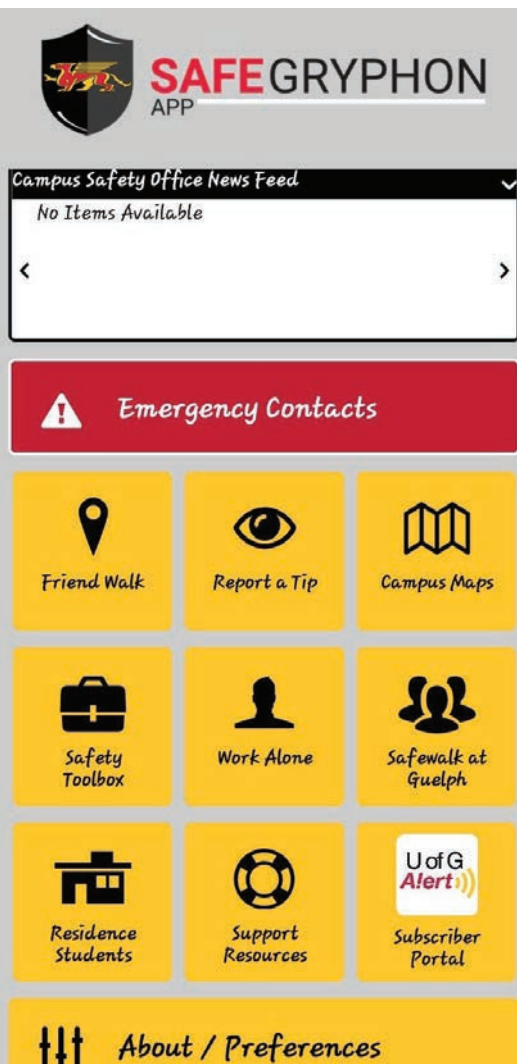 SAFEGRYPHON
APP
Campus Safety Office News Feed
No Items Available
Emergency Contacts
Friend Walk
Report a Tip
Campus Maps
Safety
Toolbox
Work Alone
Safewalk at
Guelph
Residence
Students
Support
Resources
U of G
Alert
Subscriber
Portal
About / Preferences